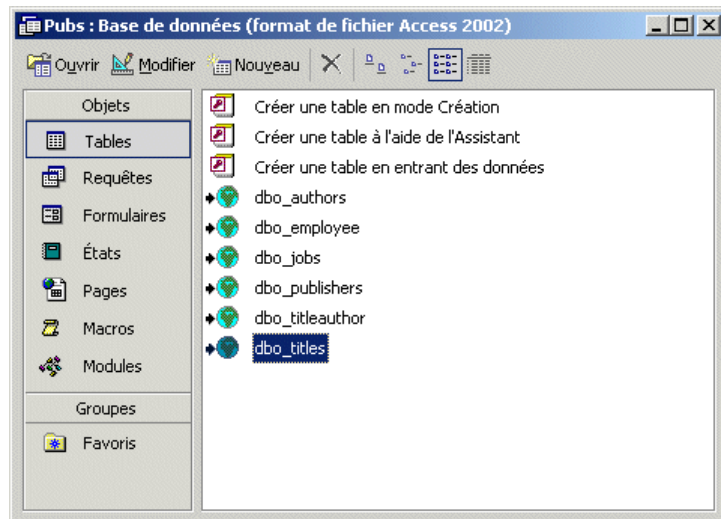 Pubs : Base de données (format de fichier Access 2002)
Ouvrir Modifier Nouveau
Objets
Tables
Requêtes
Formulaires
États
Pages
Macros
Modules
Groupes
Favoris
Créer une table en mode Création
Créer une table à l'aide de l'Assistant
Créer une table en entrant des données
dbo_authors
dbo_employee
dbo_jobs
dbo_publishers
dbo_titleauthor
dbo_titles